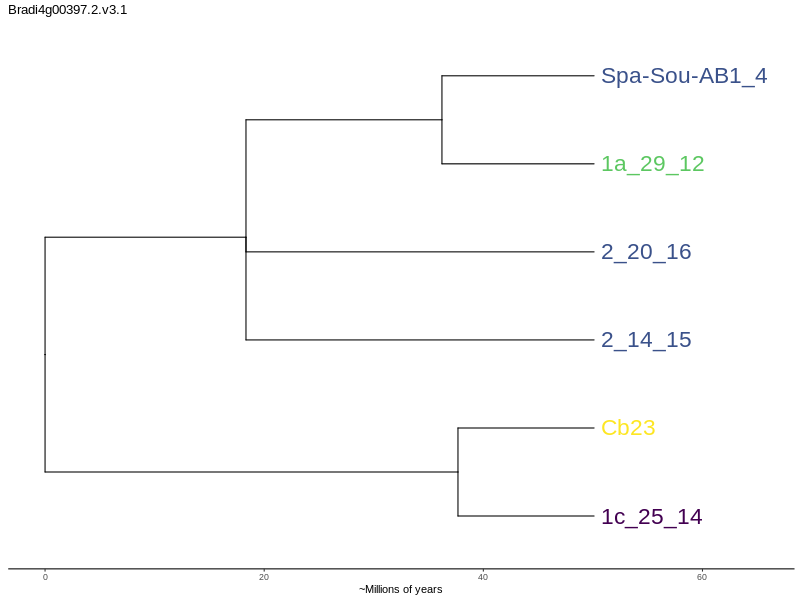 Bradi4g00397.2.v3.1
Spa-Sou-AB1_4
1a_29_12
2_20_16
2_14_15
Cb23
1c_25_14
0 20 40 60
~Millions of years